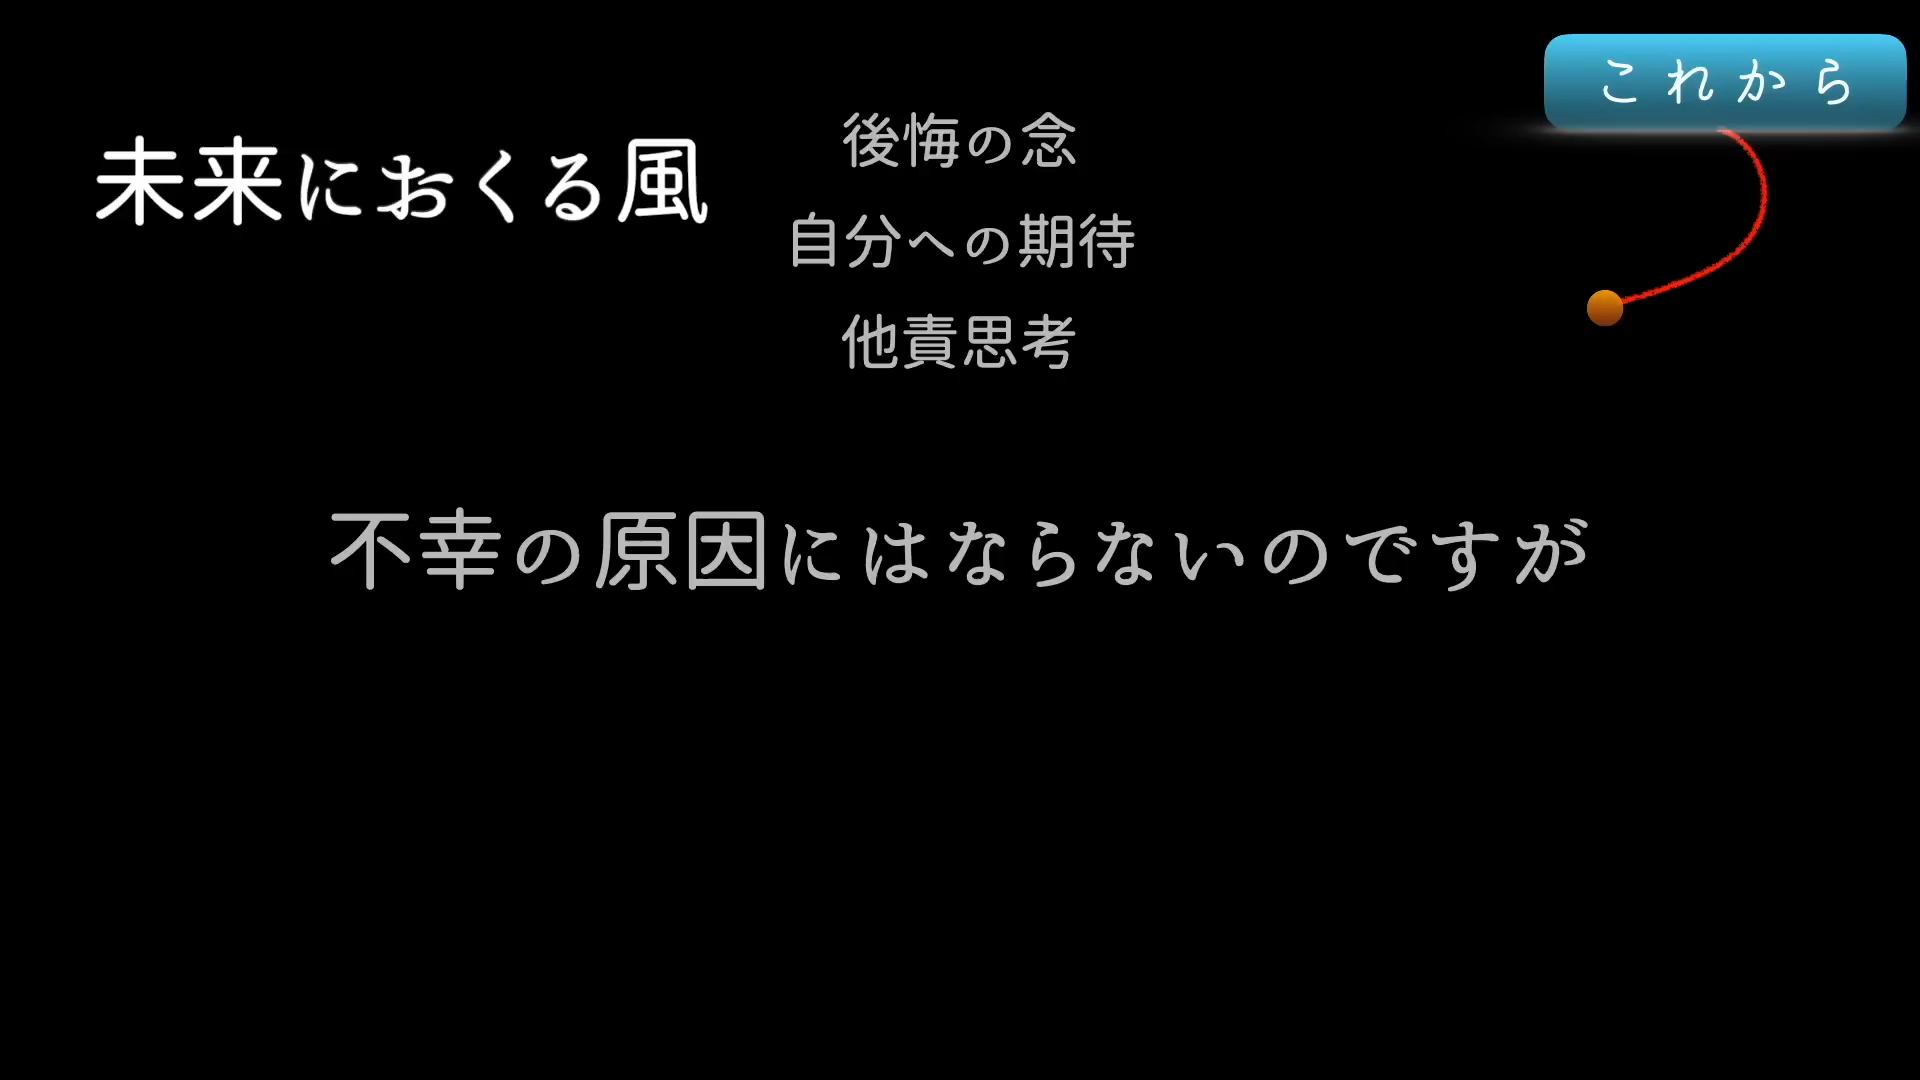 これから
未来におくる風
後悔の念
自分への期待
他責思考
不幸の原因にはならないのですが